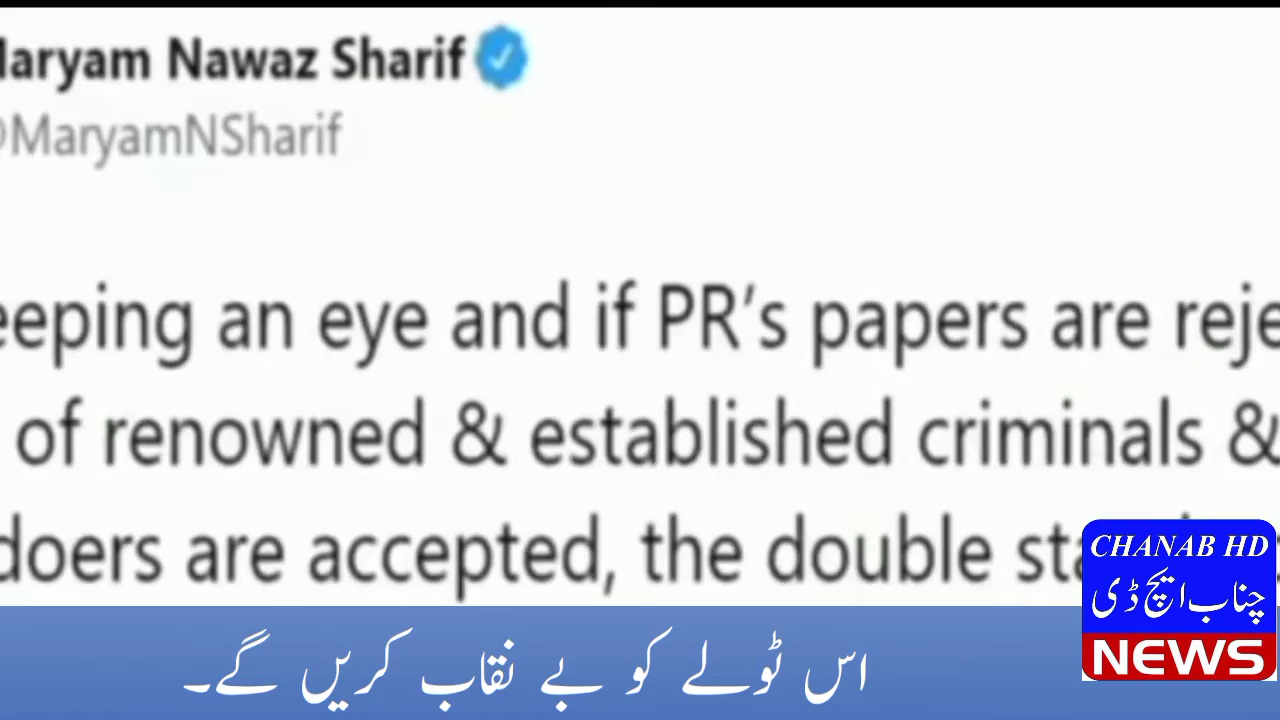 Maryam Nawaz Sharif
@MaryamNSharif
eeping an eye and if PR's papers are reje
of renowned & established criminals &
doers are accepted, the double sta
CHANAB HD
چناب ایچ ڈی
NEWS
اس ٹولے کو بے نقاب کریں گے۔